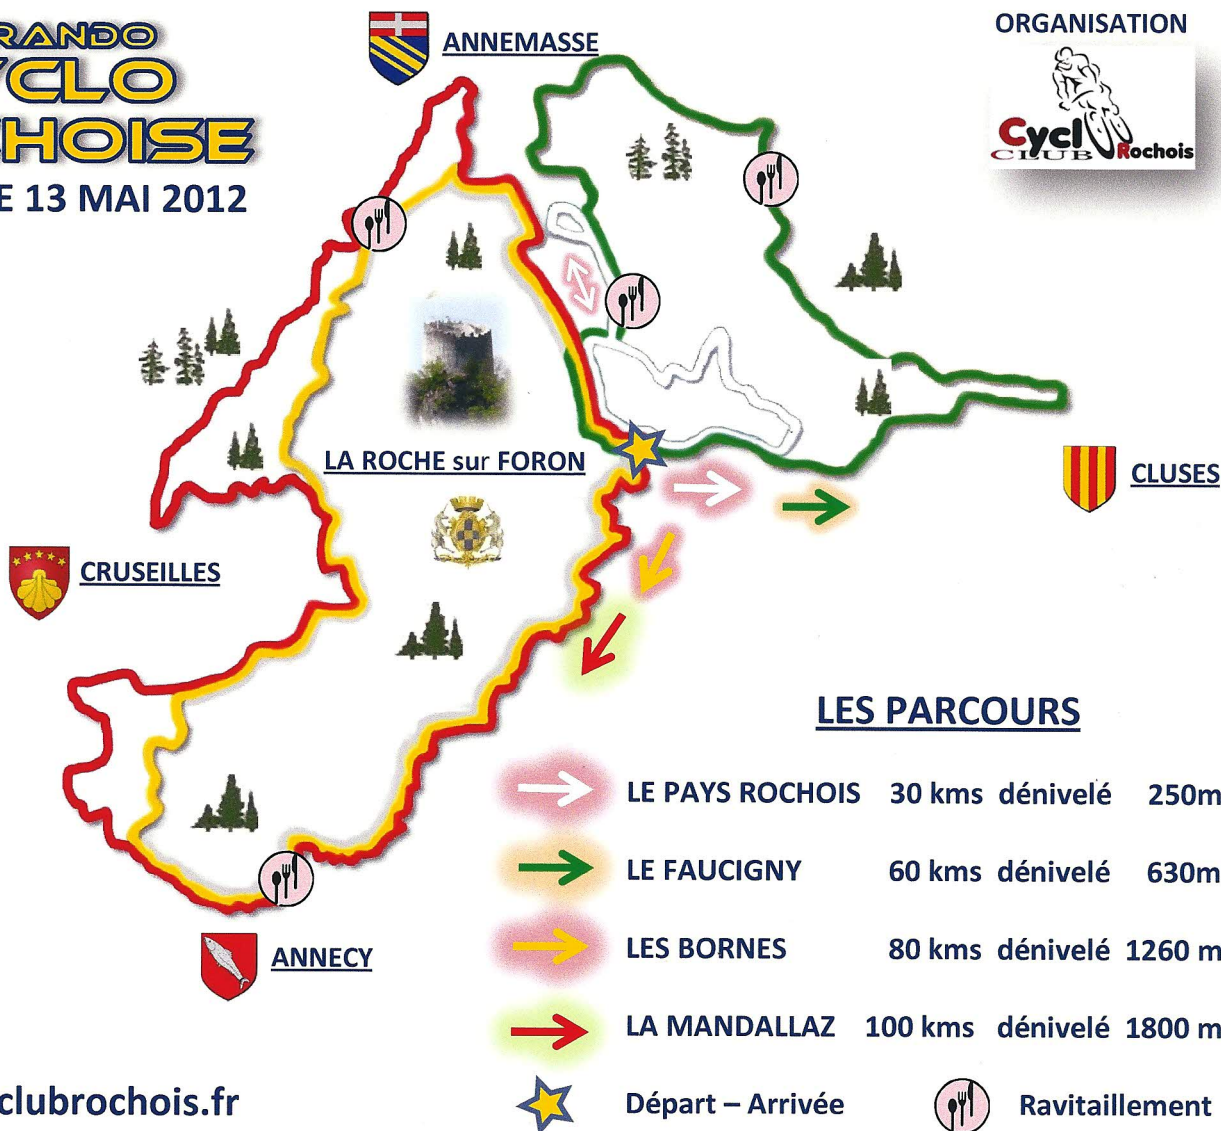 RANDO
YCLO
CHOISE
E 13 MAI 2012
ANNEMASSE
ORGANISATION
Cycl
CLUB Rochois
LA ROCHE sur FORON
CLUSES
CRUSEILLES
ANNECY
LES PARCOURS
LE PAYS ROCHOIS 30 kms dénivelé 250m
LE FAUCIGNY 60 kms dénivelé 630m
LES BORNES 80 kms dénivelé 1260 m
LA MANDALLAZ 100 kms dénivelé 1800 m
clubrochois.fr
Départ – Arrivée
Ravitaillement